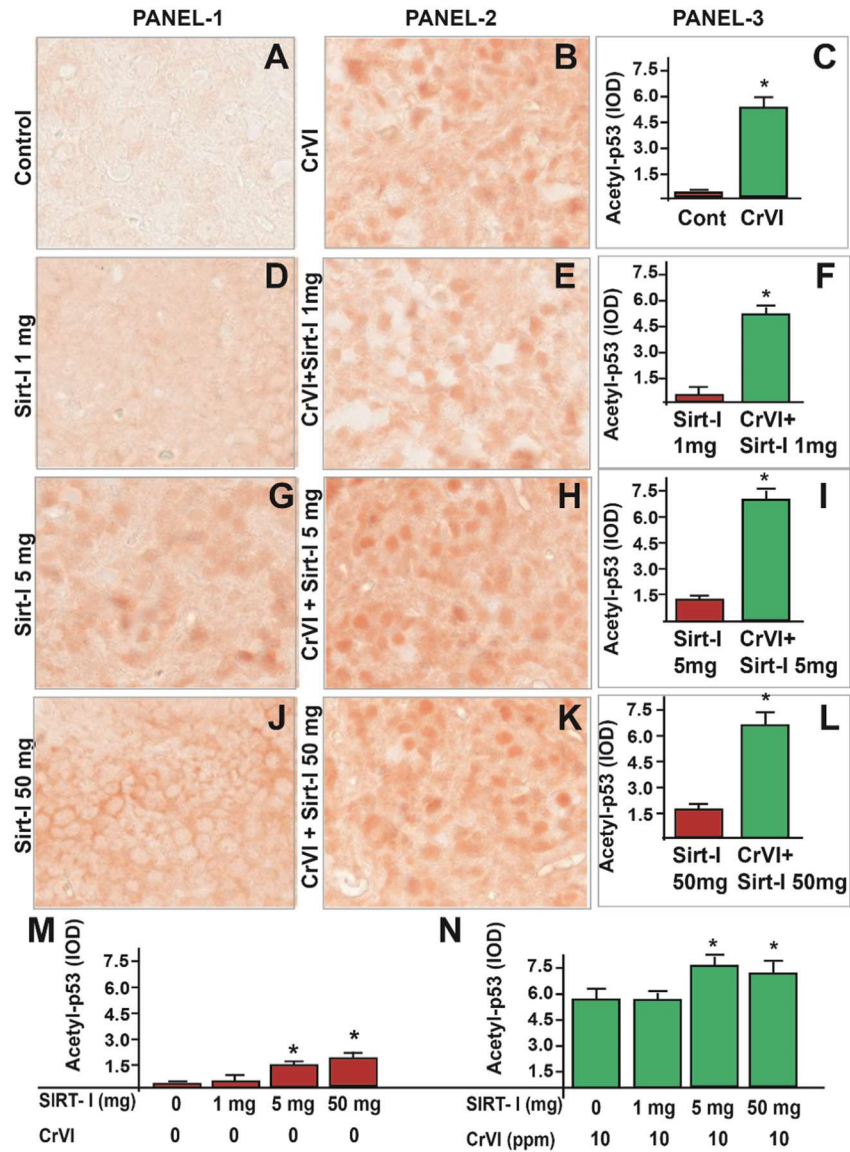 PANEL-1 PANEL-2 PANEL-3
Control
A
CrVI
B
C
Acetyl-p53 (IOD)
7.5
6.0
4.5
3.0
1.5
*
Cont CrVI
Sirt-I 1 mg
D
CrVI+Sirt-I 1mg
E
F
Acetyl-p53 (IOD)
7.5
6.0
4.5
3.0
1.5
*
Sirt-I CrVI+
1mg Sirt-I 1mg
Sirt-I 5 mg
G
CrVI + Sirt-I 5 mg
H
I
Acetyl-p53 (IOD)
7.5
6.0
4.5
3.0
1.5
*
Sirt-I CrVI+
5mg Sirt-I 5mg
Sirt-I 50 mg
J
CrVI + Sirt-I 50 mg
K
L
Acetyl-p53 (IOD)
7.5
6.0
4.5
3.0
1.5
*
Sirt-I CrVI+
50mg Sirt-I 50mg
M
Acetyl-p53 (IOD)
7.5
6.0
4.5
3.0
1.5
* *
SIRT- I (mg) 0 1 mg 5 mg 50 mg
CrVI 0 0 0 0
N
Acetyl-p53 (IOD)
7.5
6.0
4.5
3.0
1.5
* *
SIRT- I (mg) 0 1 mg 5 mg 50 mg
CrVI (ppm) 10 10 10 10